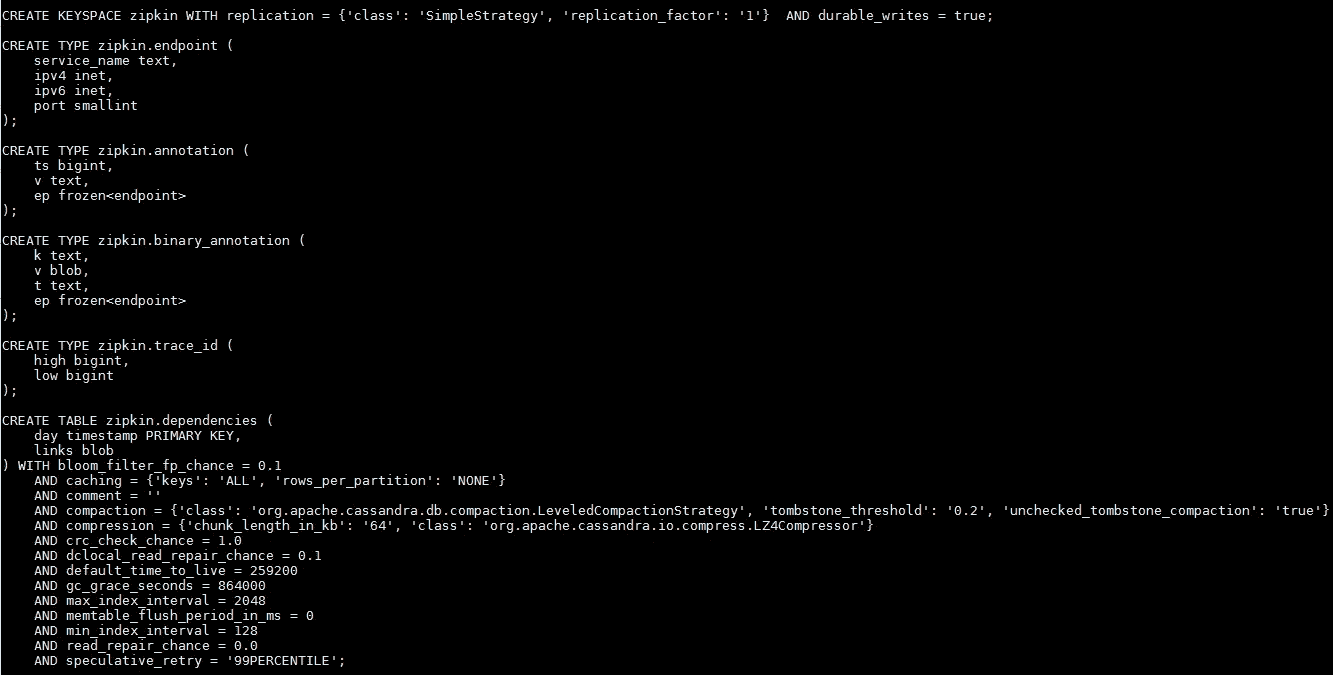 CREATE KEYSPACE zipkin WITH replication = {'class': 'SimpleStrategy', 'replication_factor': '1'}  AND durable_writes = true;

CREATE TYPE zipkin.endpoint (
    service_name text,
    ipv4 inet,
    ipv6 inet,
    port smallint
);

CREATE TYPE zipkin.annotation (
    ts bigint,
    v text,
    ep frozen<endpoint>
);

CREATE TYPE zipkin.binary_annotation (
    k text,
    v blob,
    t text,
    ep frozen<endpoint>
);

CREATE TYPE zipkin.trace_id (
    high bigint,
    low bigint
);

CREATE TABLE zipkin.dependencies (
    day timestamp PRIMARY KEY,
    links blob
) WITH bloom_filter_fp_chance = 0.1
    AND caching = {'keys': 'ALL', 'rows_per_partition': 'NONE'}
    AND comment = ''
    AND compaction = {'class': 'org.apache.cassandra.db.compaction.LeveledCompactionStrategy', 'tombstone_threshold': '0.2', 'unchecked_tombstone_compaction': 'true'}
    AND compression = {'chunk_length_in_kb': '64', 'class': 'org.apache.cassandra.io.compress.LZ4Compressor'}
    AND crc_check_chance = 1.0
    AND dclocal_read_repair_chance = 0.1
    AND default_time_to_live = 259200
    AND gc_grace_seconds = 864000
    AND max_index_interval = 2048
    AND memtable_flush_period_in_ms = 0
    AND min_index_interval = 128
    AND read_repair_chance = 0.0
    AND speculative_retry = '99PERCENTILE';